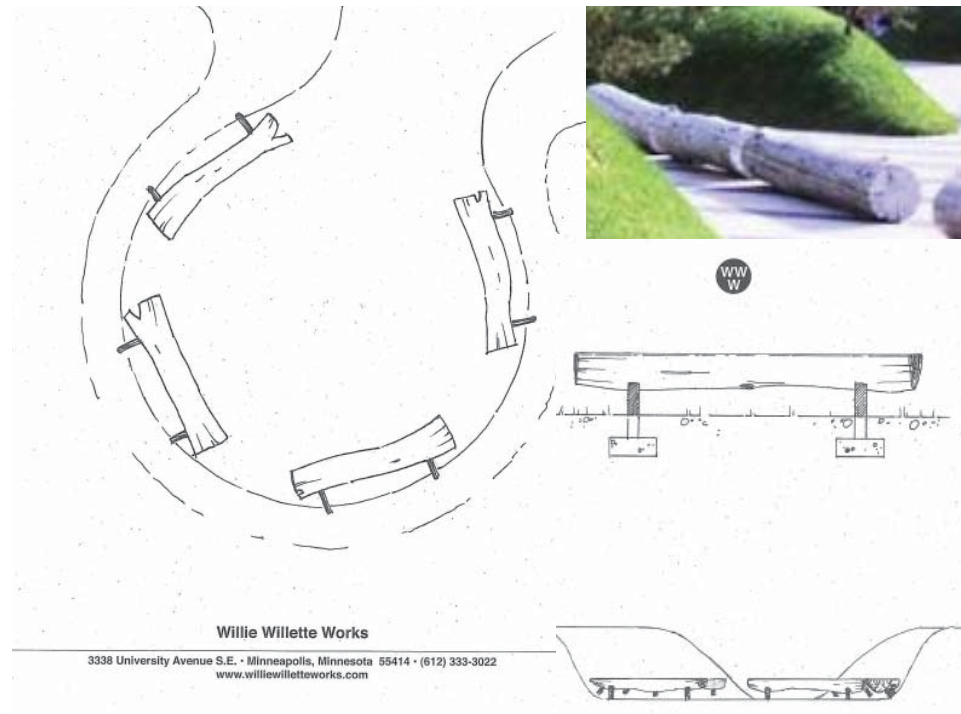 WW
W
Willie Willette Works
3338 University Avenue S.E. • Minneapolis, Minnesota 55414 • (612) 333-3022
www.williewilletteworks.com